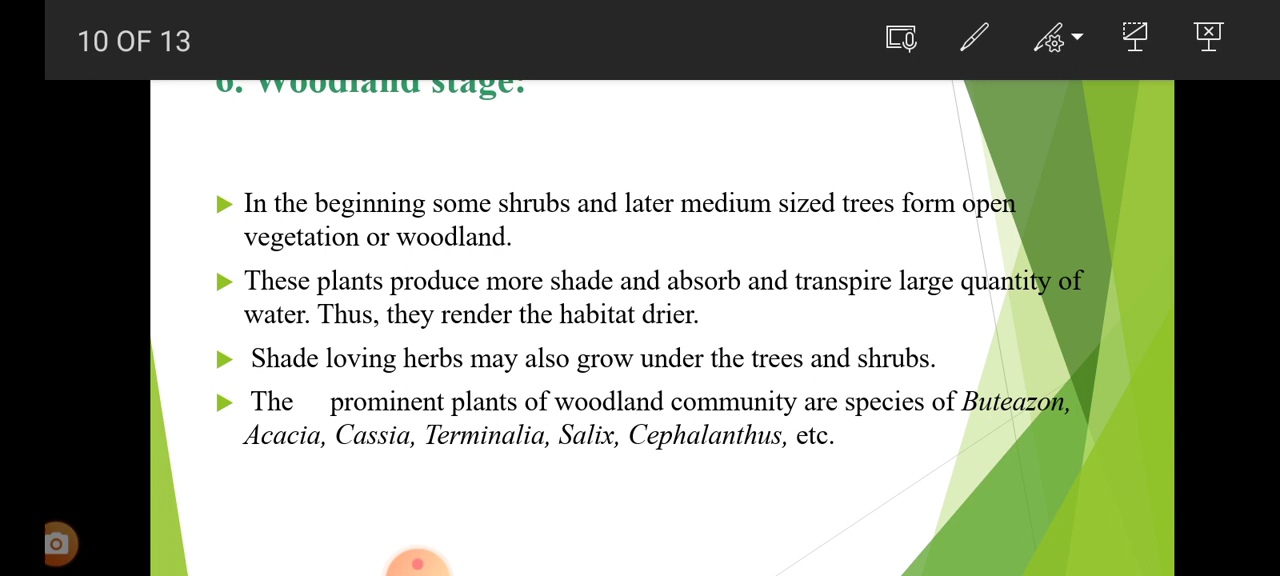 10 OF 13
6. Woodland stage:
In the beginning some shrubs and later medium sized trees form open
vegetation or woodland.
These plants produce more shade and absorb and transpire large quantity of
water. Thus, they render the habitat drier.
Shade loving herbs may also grow under the trees and shrubs.
The prominent plants of woodland community are species of Buteazon,
Acacia, Cassia, Terminalia, Salix, Cephalanthus, etc.